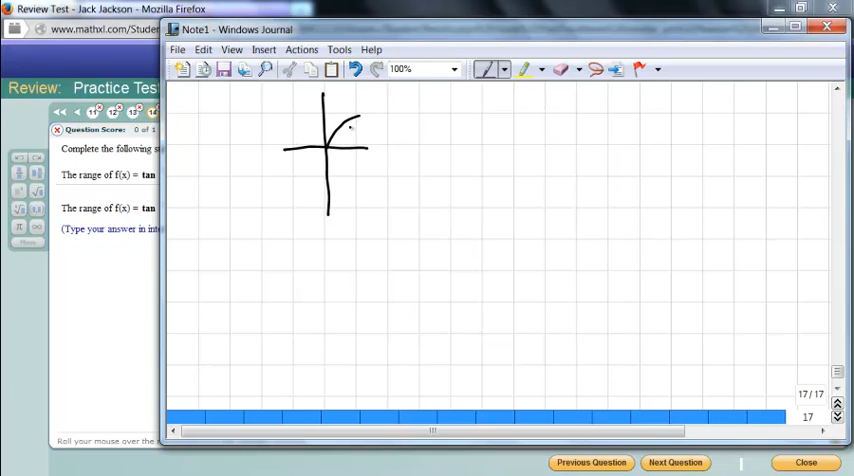 Review Test - Jack Jackson - Mozilla Firefox
www.mathxl.com/Studen
Note1 - Windows Journal
File Edit View Insert Actions Tools Help
100%
Review: Practice Tes
11 12 13 14
Question Score: 0 of 1
Complete the following s
The range of f(x) = tan
The range of f(x) = tan
(Type your answer in inte
More
17 / 17
17
Roll your mouse over the
Previous Question Next Question Close